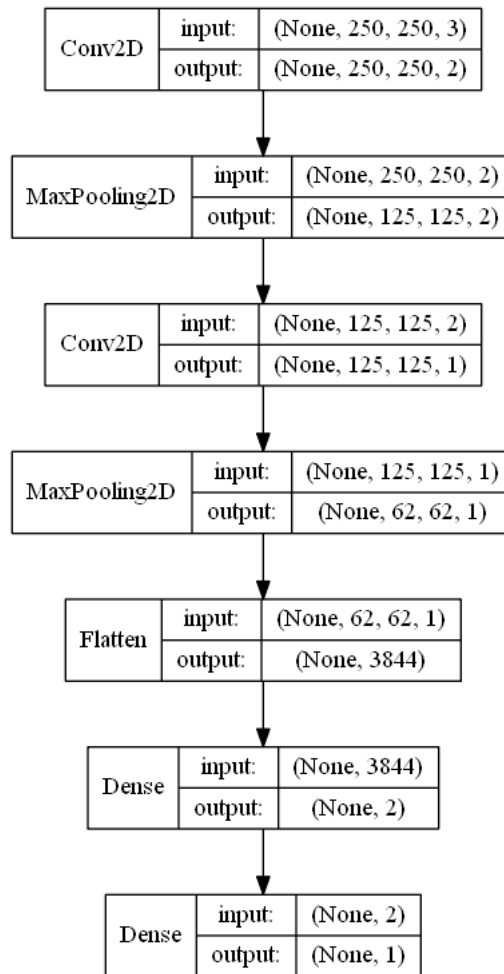 Conv2D
input: (None, 250, 250, 3)
output: (None, 250, 250, 2)
MaxPooling2D
input: (None, 250, 250, 2)
output: (None, 125, 125, 2)
Conv2D
input: (None, 125, 125, 2)
output: (None, 125, 125, 1)
MaxPooling2D
input: (None, 125, 125, 1)
output: (None, 62, 62, 1)
Flatten
input: (None, 62, 62, 1)
output: (None, 3844)
Dense
input: (None, 3844)
output: (None, 2)
Dense
input: (None, 2)
output: (None, 1)